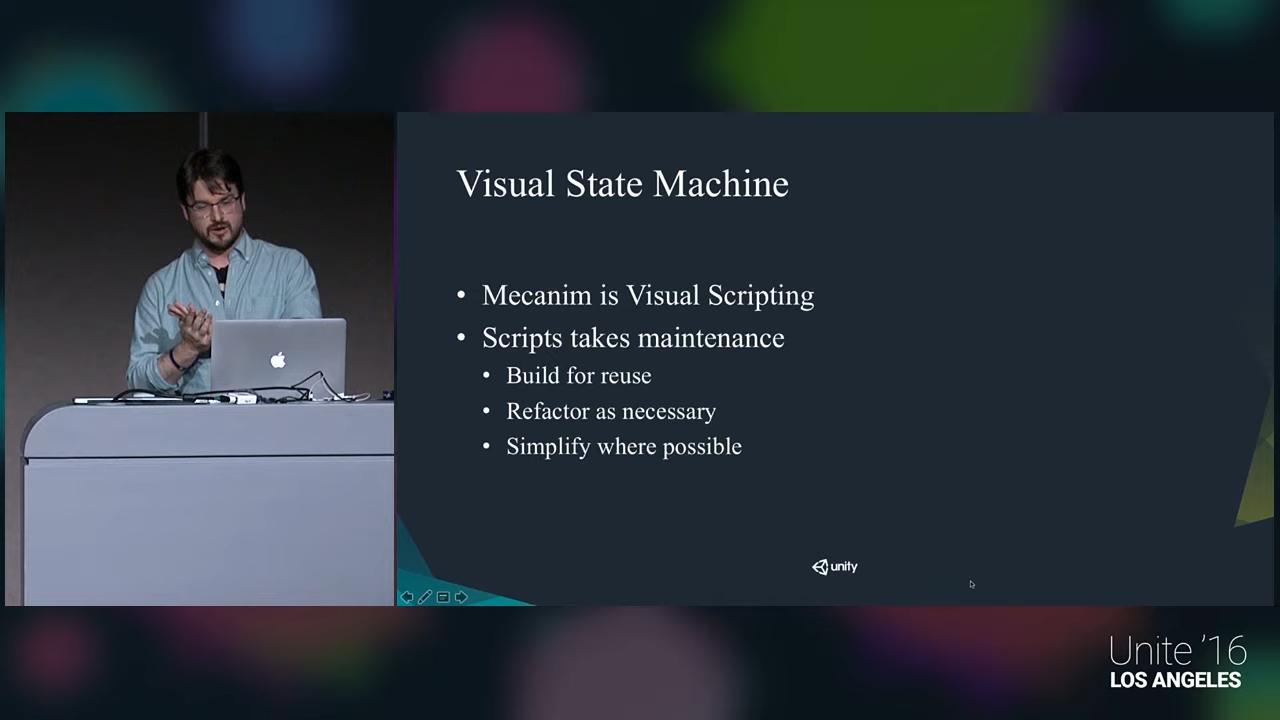 Visual State Machine
• Mecanim is Visual Scripting
• Scripts takes maintenance
• Build for reuse
• Refactor as necessary
• Simplify where possible
unity
Unite '16
LOS ANGELES